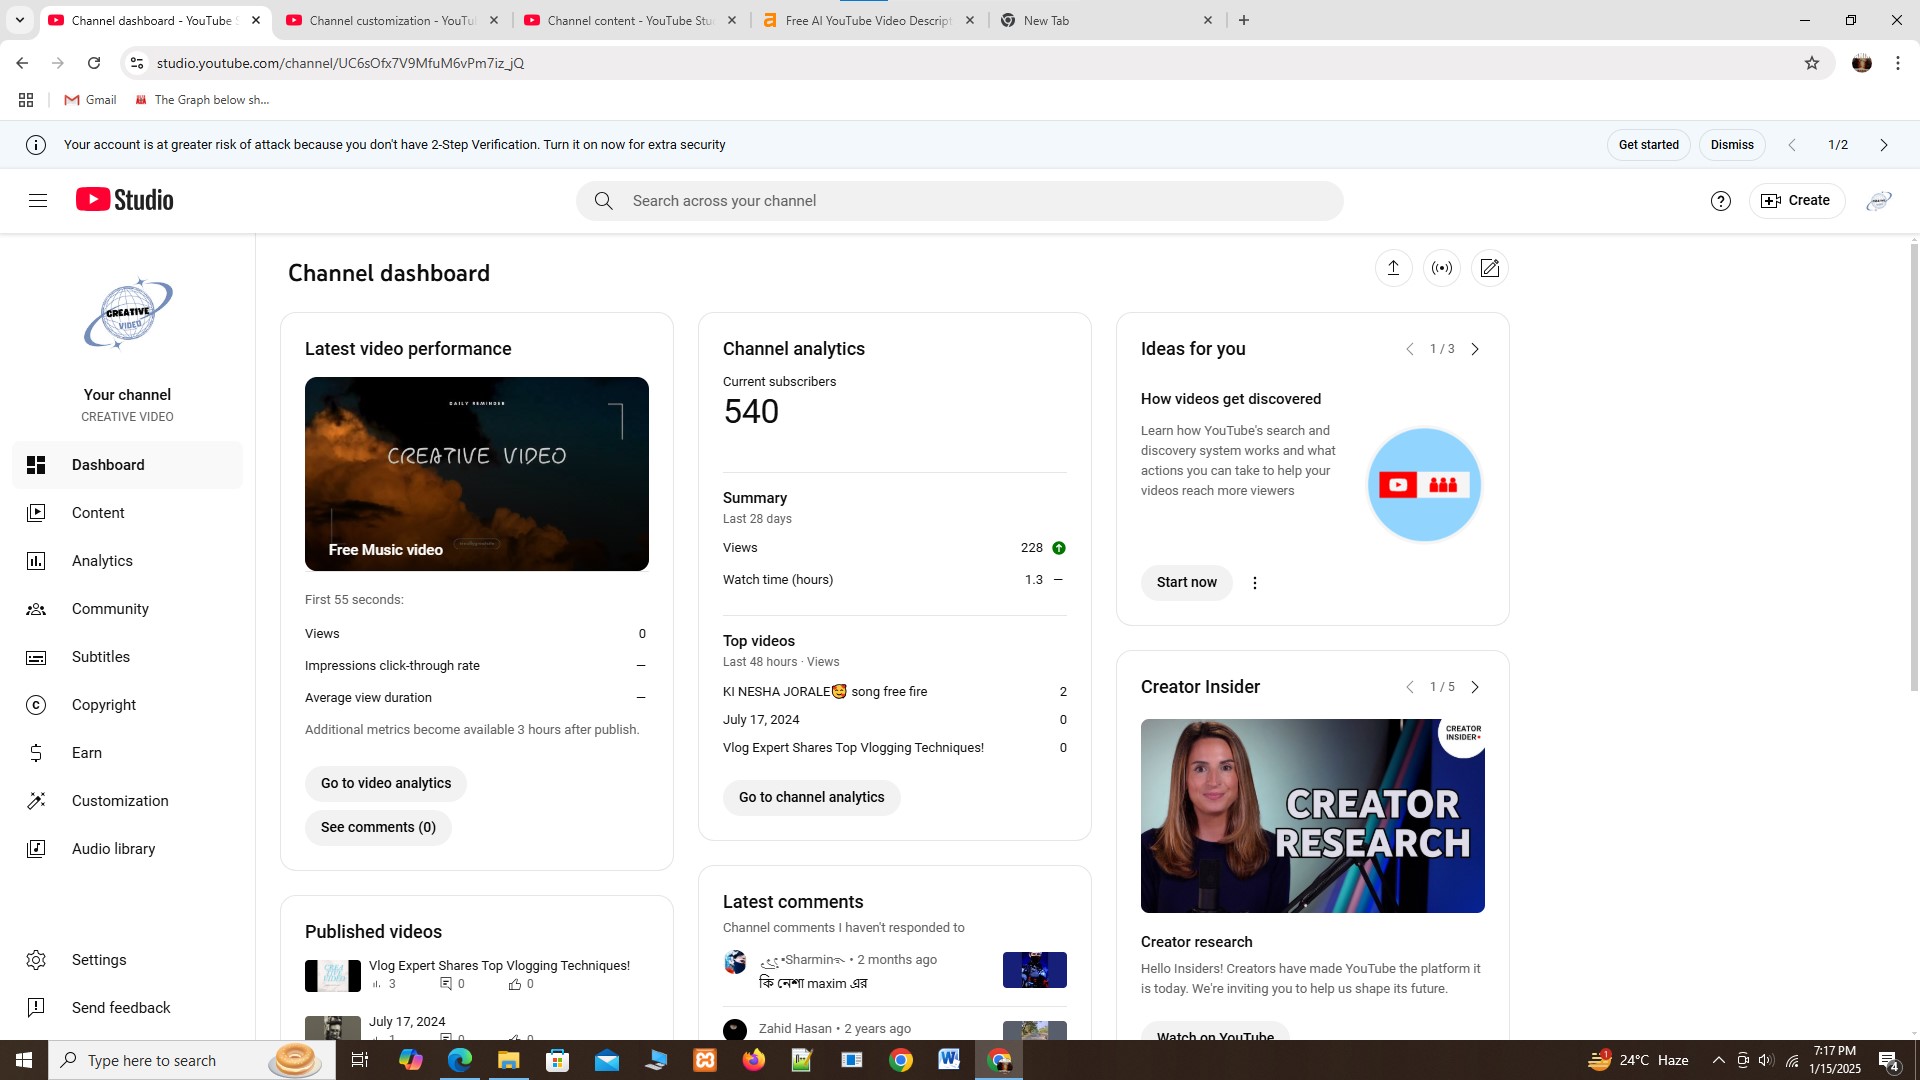 Channel dashboard - YouTube S
Channel customization - YouTu
Channel content - YouTube Stu
Free AI YouTube Video Descript
New Tab
studio.youtube.com/channel/UC6sOfx7V9MfuM6vPm7iz_jQ
Gmail
The Graph below sh...
Your account is at greater risk of attack because you don't have 2-Step Verification. Turn it on now for extra security
Get started
Dismiss
1/2
Studio
Search across your channel
Create
CREATIVE
VIDEO
Your channel
CREATIVE VIDEO
Dashboard
Content
Analytics
Community
Subtitles
Copyright
Earn
Customization
Audio library
Settings
Send feedback
Channel dashboard
Latest video performance
DAILY REMINDER
CREATIVE VIDEO
Free Music video
First 55 seconds:
Views 0
Impressions click-through rate —
Average view duration —
Additional metrics become available 3 hours after publish.
Go to video analytics
See comments (0)
Published videos
Vlog Expert Shares Top Vlogging Techniques!
3 0 0
July 17, 2024
1 0 0
Channel analytics
Current subscribers
540
Summary
Last 28 days
Views 228
Watch time (hours) 1.3 —
Top videos
Last 48 hours · Views
KI NESHA JORALE🥰 song free fire 2
July 17, 2024 0
Vlog Expert Shares Top Vlogging Techniques! 0
Go to channel analytics
Latest comments
Channel comments I haven't responded to
•Sharmin • 2 months ago
কি নেশা maxim এর
Zahid Hasan • 2 years ago
Ideas for you
1 / 3
How videos get discovered
Learn how YouTube's search and
discovery system works and what
actions you can take to help your
videos reach more viewers
Start now
Creator Insider
1 / 5
CREATOR
INSIDER
CREATOR
RESEARCH
Creator research
Hello Insiders! Creators have made YouTube the platform it
is today. We're inviting you to help us shape its future.
Watch on YouTube
Type here to search
24°C Haze
7:17 PM
1/15/2025
4